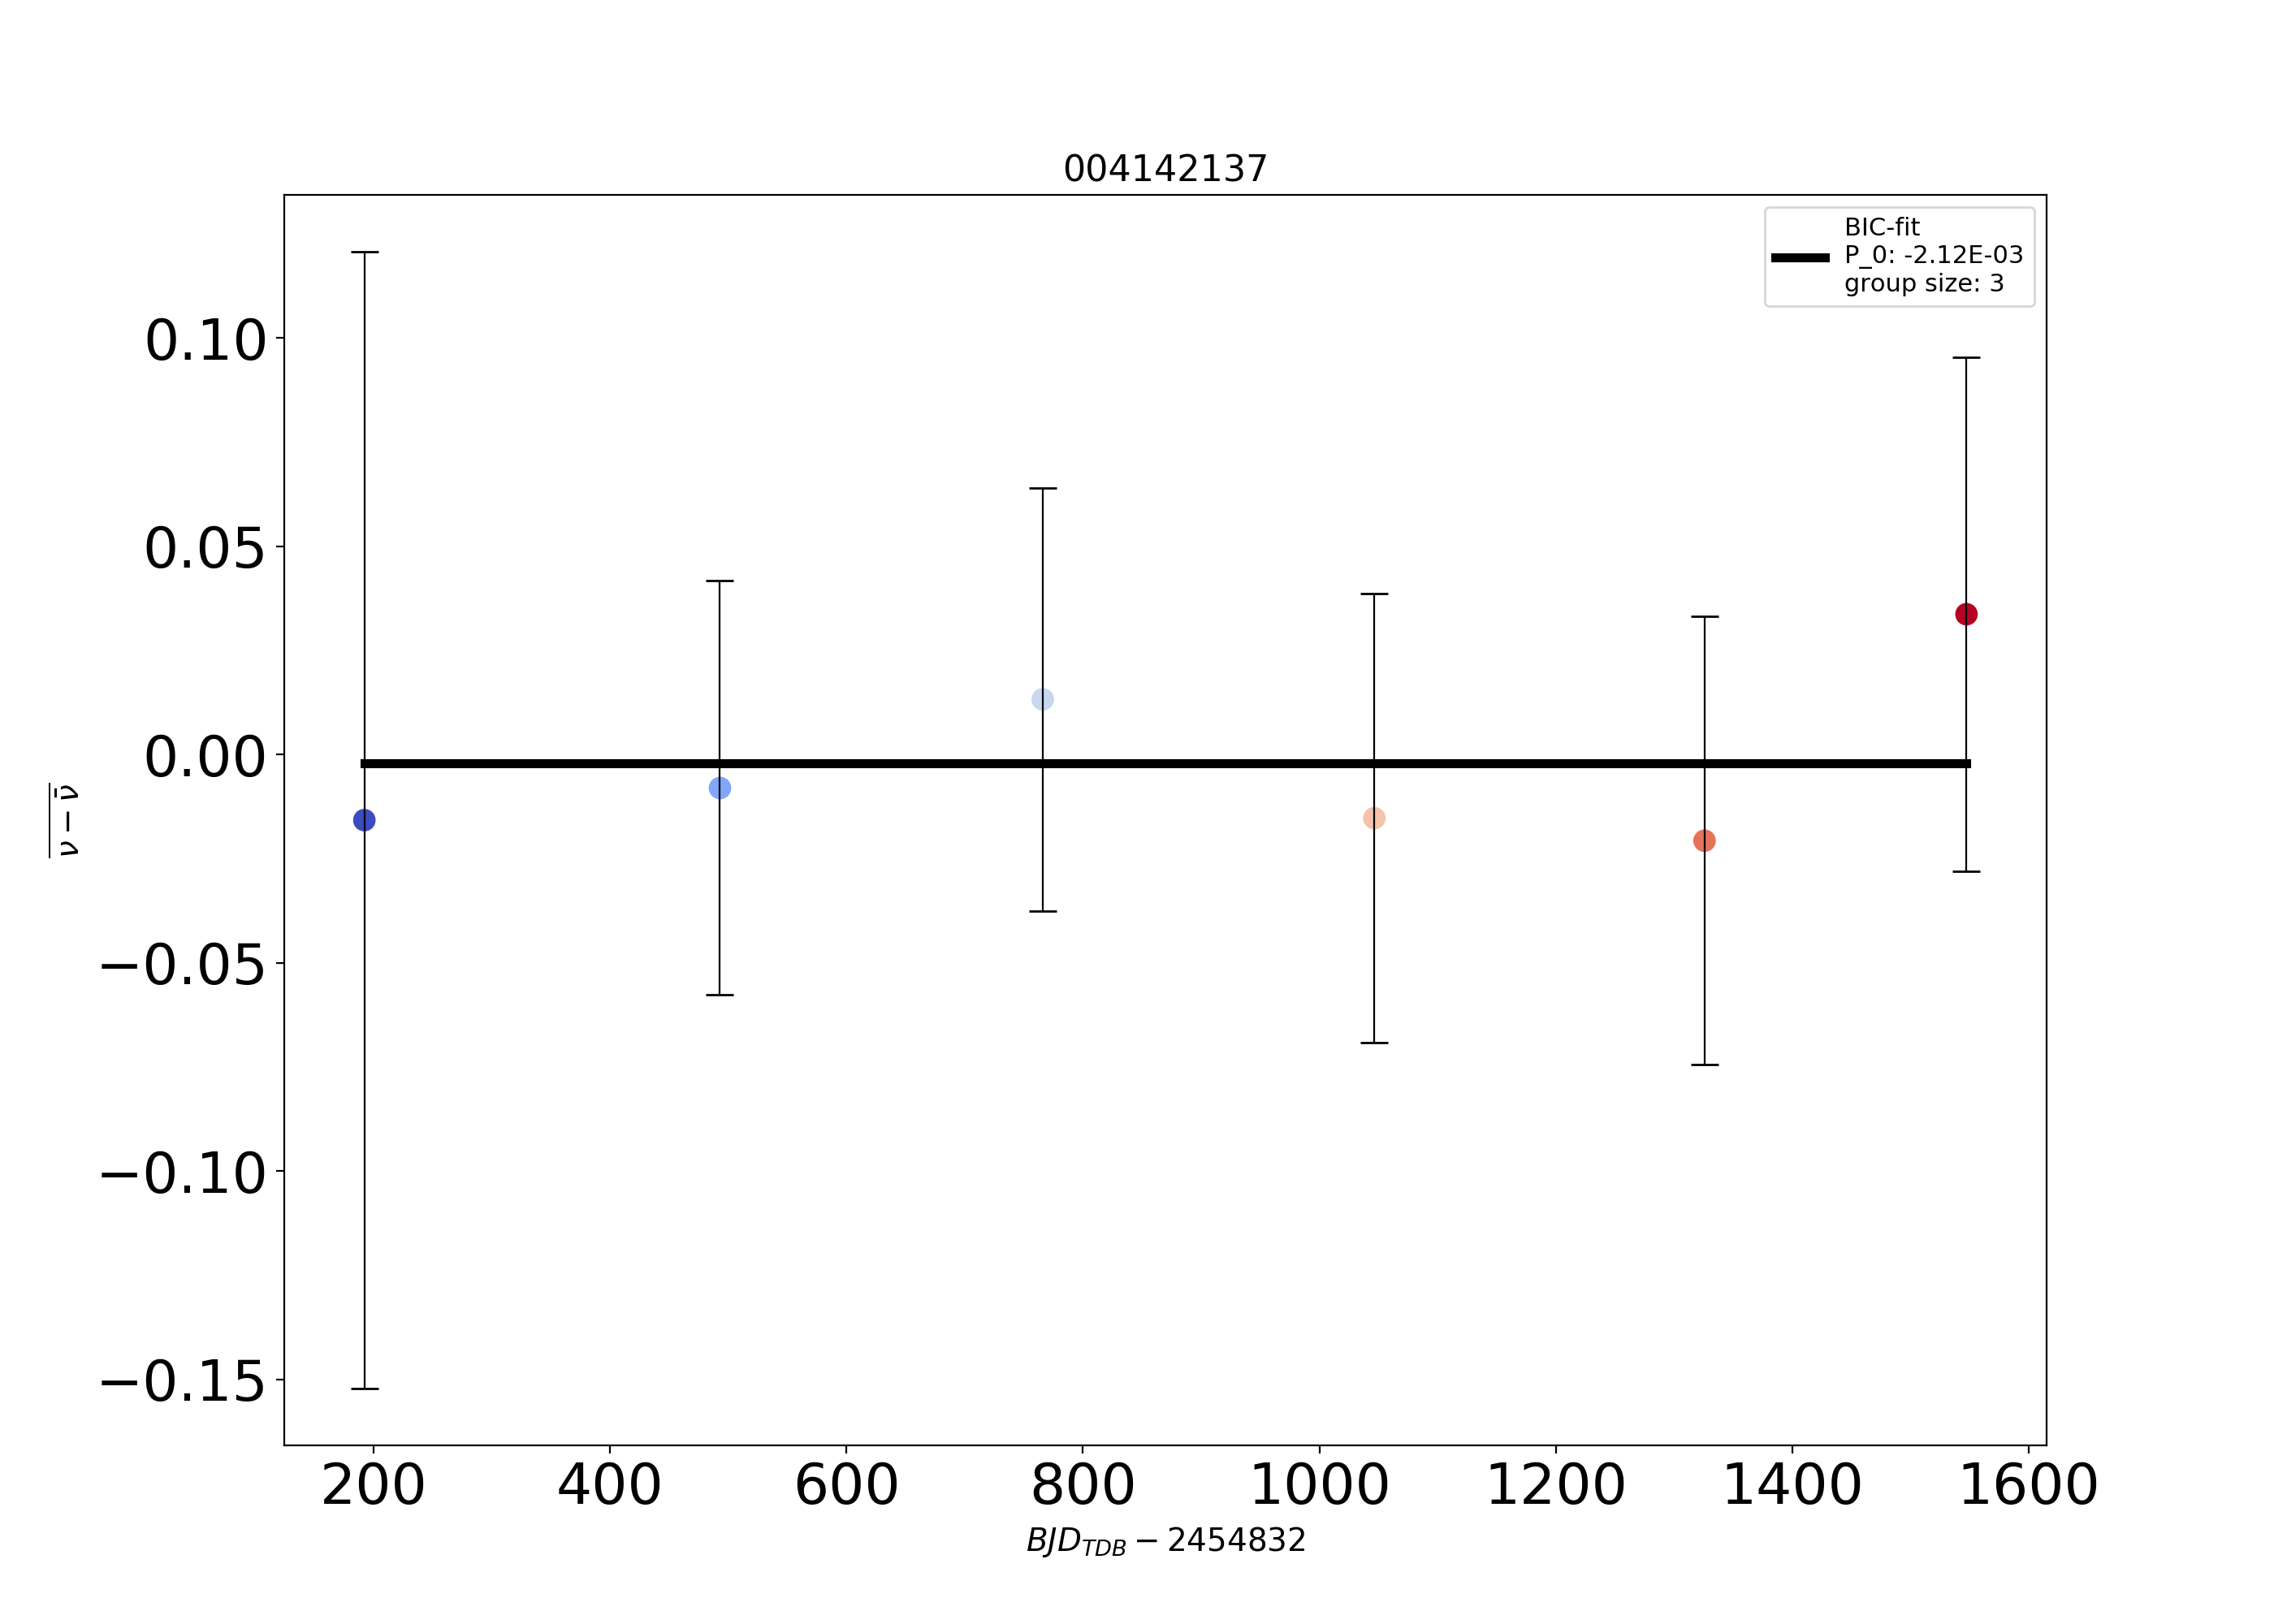 004142137
BIC-fit
P_0: -2.12E-03
group size: 3
0.10
0.05
0.00
−0.05
−0.10
−0.15
ν − ν̄
200 400 600 800 1000 1200 1400 1600
BJD_TDB − 2454832